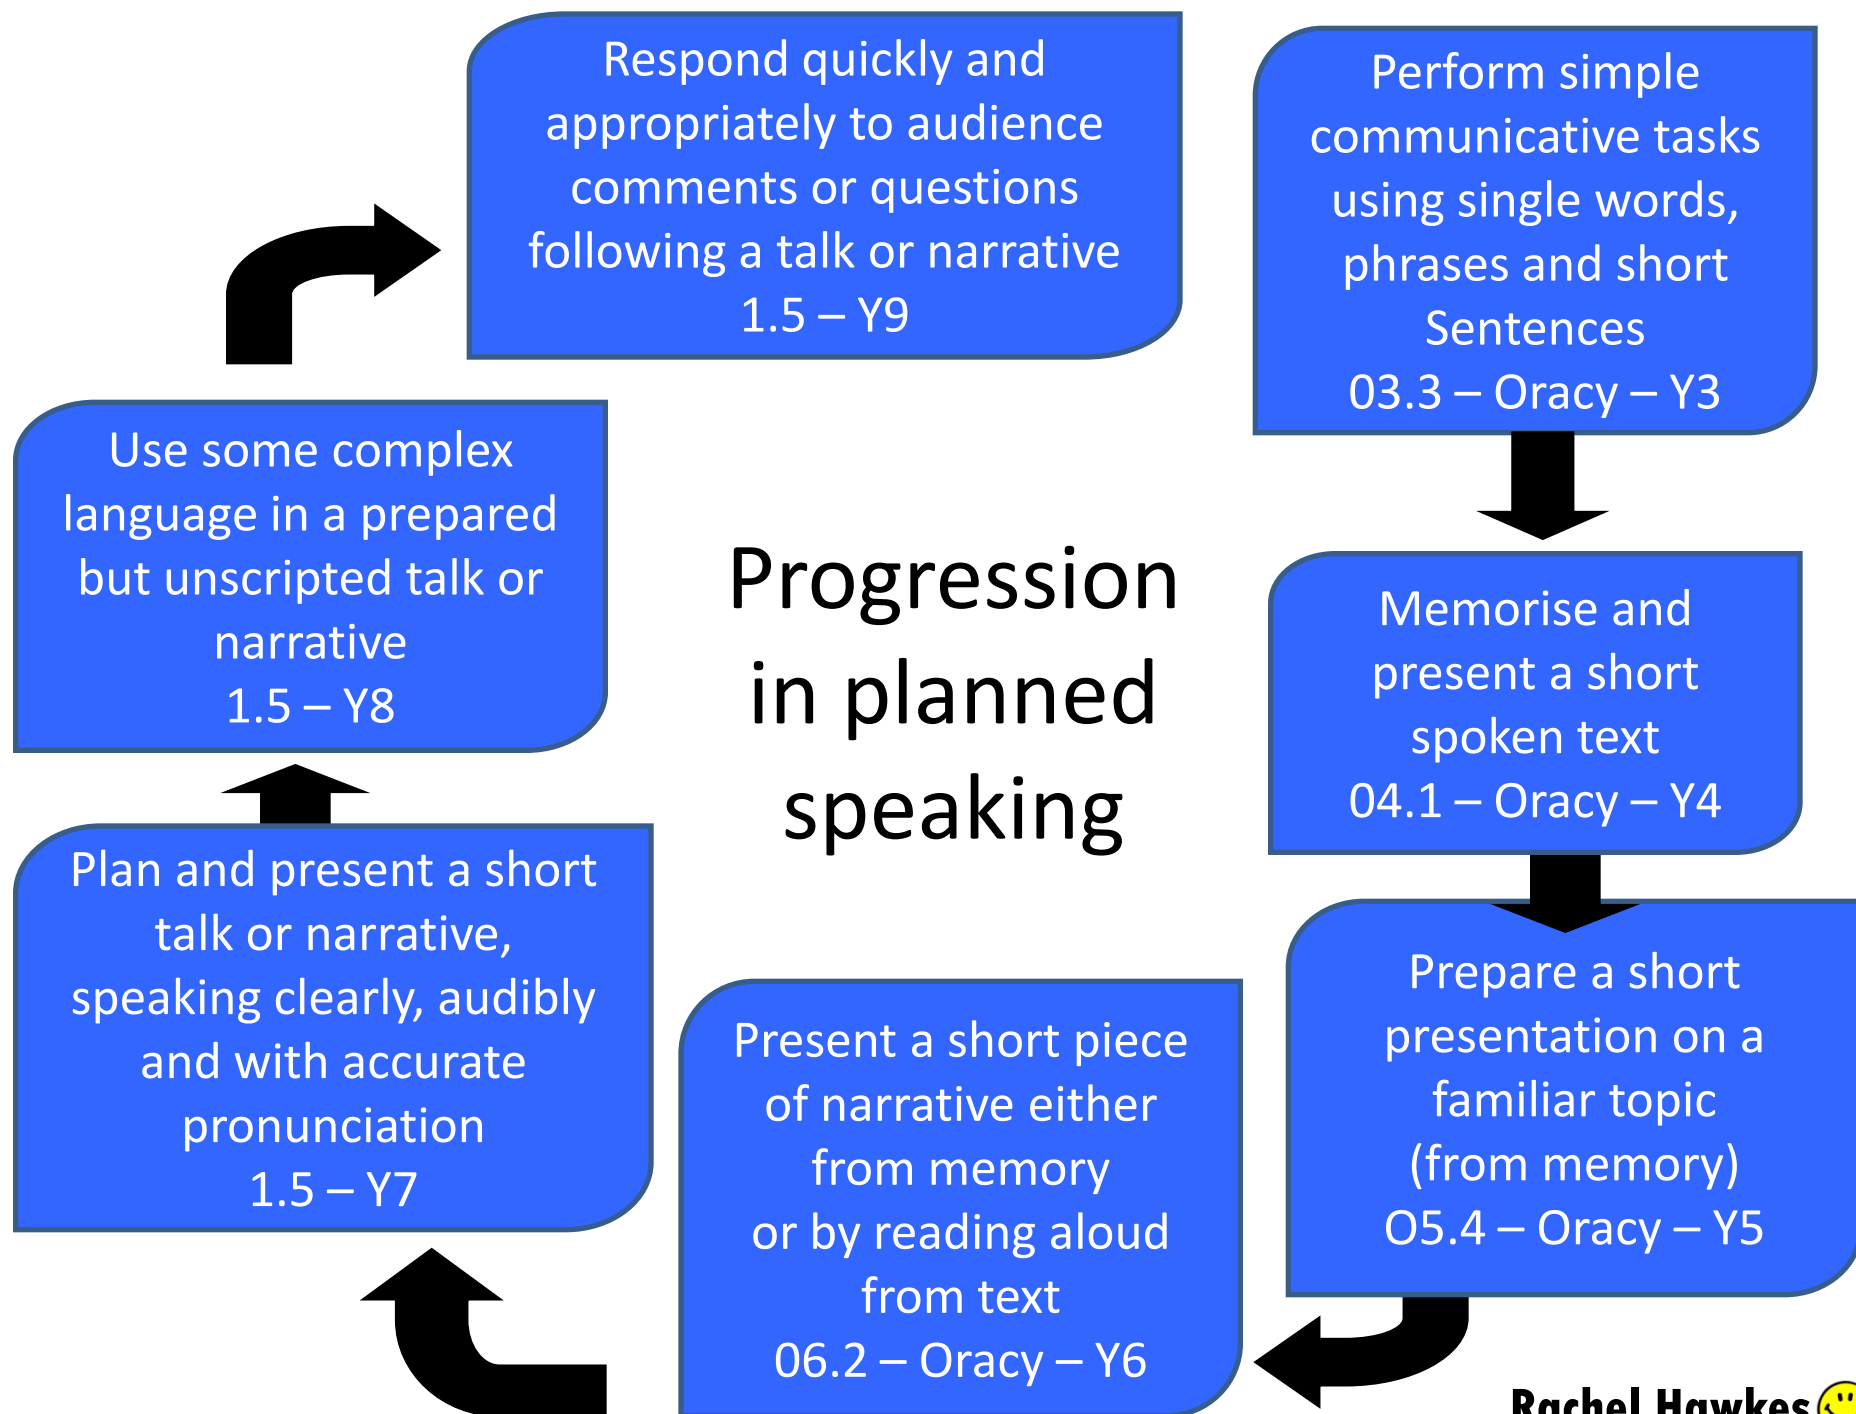 Respond quickly and
appropriately to audience
comments or questions
following a talk or narrative
1.5 – Y9
Perform simple
communicative tasks
using single words,
phrases and short
Sentences
03.3 – Oracy – Y3
Use some complex
language in a prepared
but unscripted talk or
narrative
1.5 – Y8
Progression
in planned
speaking
Memorise and
present a short
spoken text
04.1 – Oracy – Y4
Plan and present a short
talk or narrative,
speaking clearly, audibly
and with accurate
pronunciation
1.5 – Y7
Present a short piece
of narrative either
from memory
or by reading aloud
from text
06.2 – Oracy – Y6
Prepare a short
presentation on a
familiar topic
(from memory)
O5.4 – Oracy – Y5
Rachel Hawkes